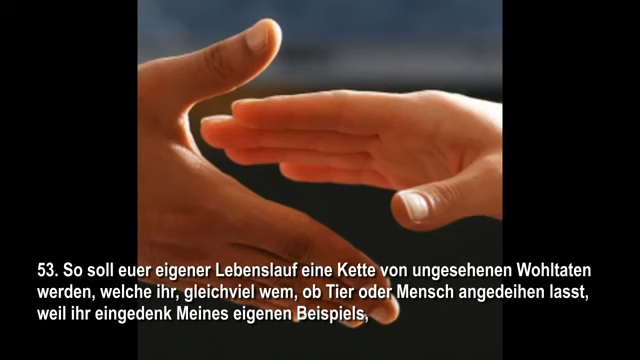 53. So soll euer eigener Lebenslauf eine Kette von ungesehenen Wohltaten
werden, welche ihr, gleichviel wem, ob Tier oder Mensch angedeihen lasst,
weil ihr eingedenk Meines eigenen Beispiels,